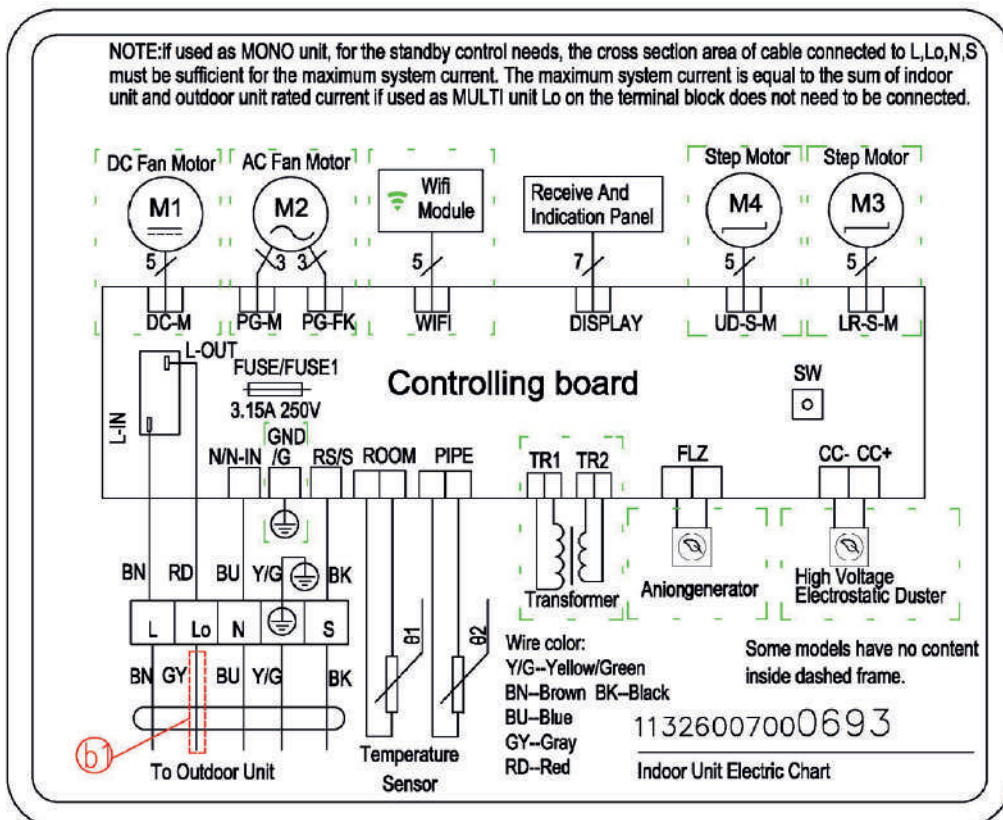 NOTE:if used as MONO unit, for the standby control needs, the cross section area of cable connected to L,Lo,N,S
must be sufficient for the maximum system current. The maximum system current is equal to the sum of indoor
unit and outdoor unit rated current if used as MULTI unit Lo on the terminal block does not need to be connected.
DC Fan Motor
AC Fan Motor
Wifi
Module
Receive And
Indication Panel
Step Motor
Step Motor
M1
M2
M4
M3
5
3
3
5
7
5
5
DC-M
PG-M
PG-FK
WIFI
DISPLAY
UD-S-M
LR-S-M
L-OUT
L-IN
FUSE/FUSE1
3.15A 250V
Controlling board
SW
N/N-IN
GND
/G
RS/S
ROOM
PIPE
TR1
TR2
FLZ
CC- CC+
BN
RD
BU
Y/G
BK
Transformer
Aniongenerator
High Voltage
Electrostatic Duster
L
Lo
N
S
θ1
θ2
BN
GY
BU
Y/G
BK
b1
To Outdoor Unit
Temperature
Sensor
Wire color:
Y/G--Yellow/Green
BN--Brown BK--Black
BU--Blue
GY--Gray
RD--Red
Some models have no content
inside dashed frame.
11326007000693
Indoor Unit Electric Chart